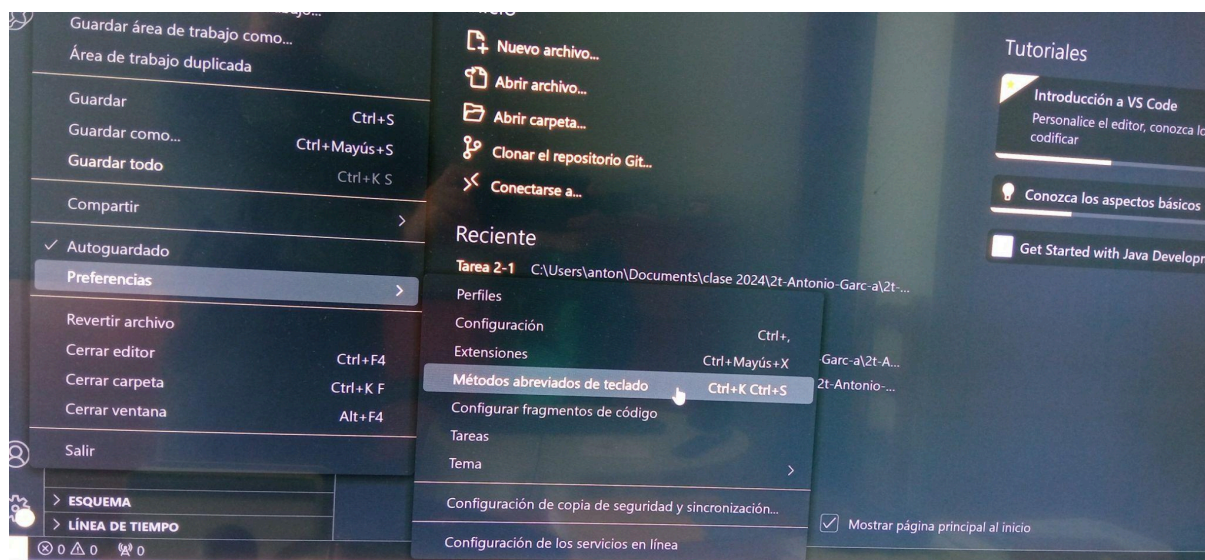 Guardar área de trabajo como...
Área de trabajo duplicada
Guardar Ctrl+S
Guardar como... Ctrl+Mayús+S
Guardar todo Ctrl+K S
Compartir
Autoguardado
Preferencias
Revertir archivo
Cerrar editor Ctrl+F4
Cerrar carpeta Ctrl+K F
Cerrar ventana Alt+F4
Salir
ESQUEMA
LÍNEA DE TIEMPO
0 0 0
Nuevo archivo...
Abrir archivo...
Abrir carpeta...
Clonar el repositorio Git...
Conectarse a...
Reciente
Tarea 2-1 C:\Users\anton\Documents\clase 2024\2t-Antonio-Garc-a\2t-...
-Garc-a\2t-A...
2t-Antonio-...
Perfiles
Configuración Ctrl+,
Extensiones Ctrl+Mayús+X
Métodos abreviados de teclado Ctrl+K Ctrl+S
Configurar fragmentos de código
Tareas
Tema
Configuración de copia de seguridad y sincronización...
Configuración de los servicios en línea
Tutoriales
Introducción a VS Code
Personalice el editor, conozca lo
codificar
Conozca los aspectos básicos
Get Started with Java Develop
Mostrar página principal al inicio